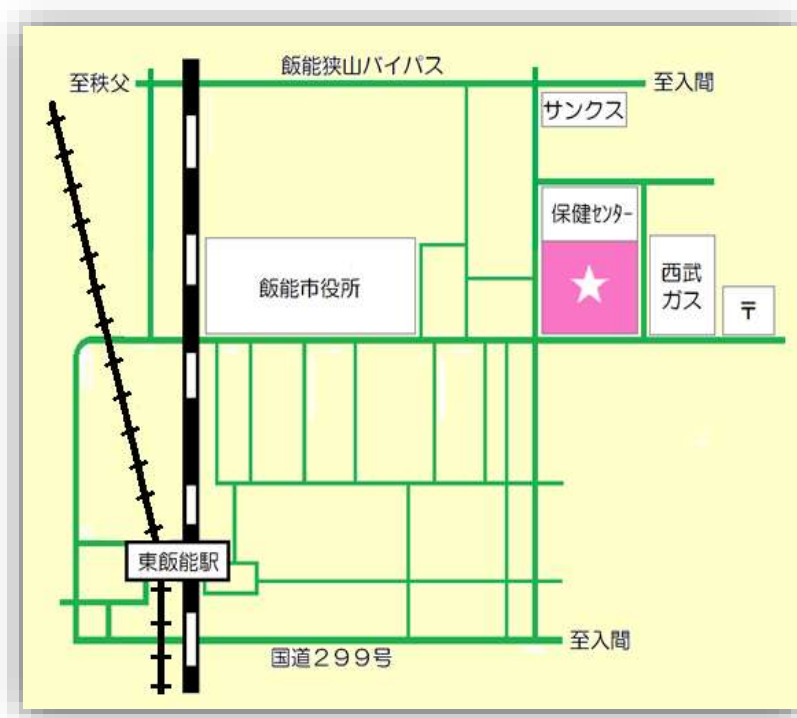 飯能狭山バイパス
至秩父
至入間
サンクス
保健ｾﾝﾀｰ
飯能市役所
西武
ガス
〒
東飯能駅
至入間
国道２９９号